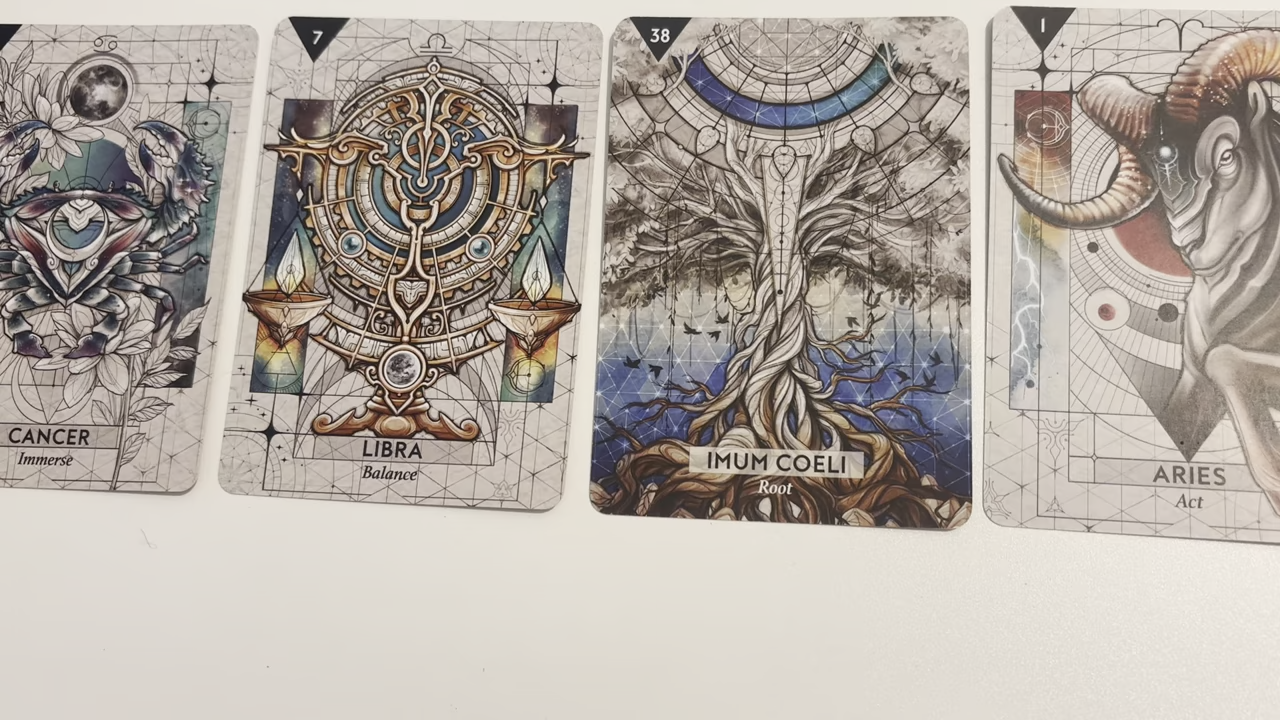 CANCER
Immerse
7
LIBRA
Balance
38
IMUM COELI
Root
1
ARIES
Act